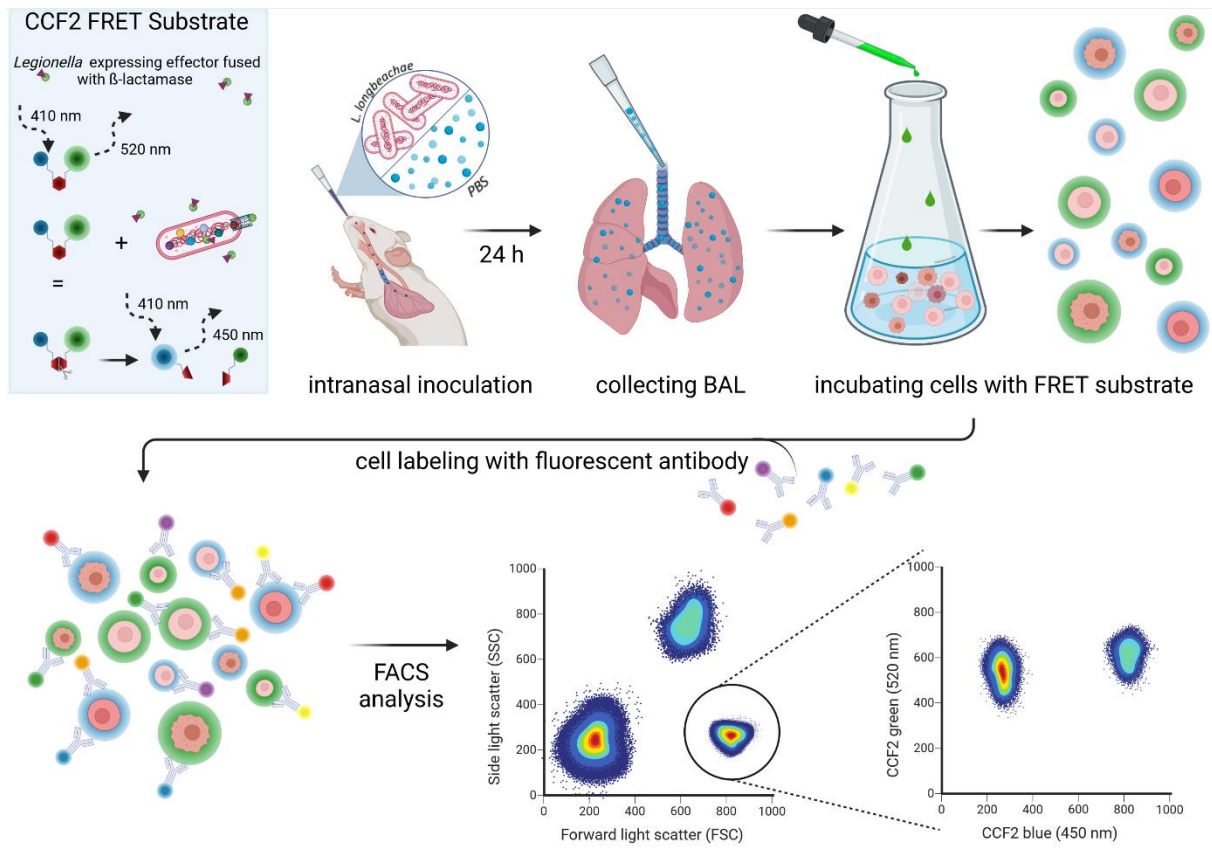 CCF2 FRET Substrate
Legionella expressing effector fused
with ß-lactamase
410 nm
520 nm
+
=
410 nm
450 nm
L. longbeachae
PBS
24 h
intranasal inoculation
collecting BAL
incubating cells with FRET substrate
cell labeling with fluorescent antibody
FACS
analysis
Side light scatter (SSC)
1000
800
600
400
200
0
0 200 400 600 800 1000
Forward light scatter (FSC)
CCF2 green (520 nm)
1000
800
600
400
200
0
0 200 400 600 800 1000
CCF2 blue (450 nm)